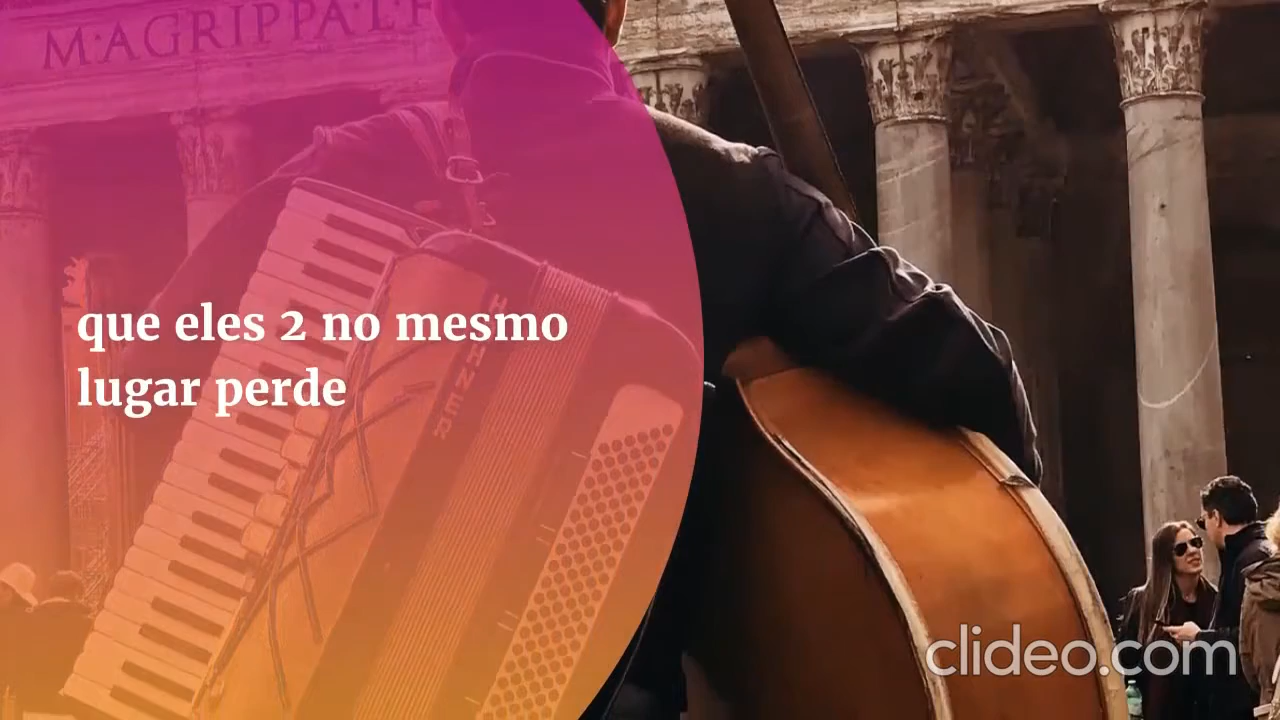 M·AGRIPPA·L·F
HOHNER
que eles 2 no mesmo
lugar perde
clideo.com